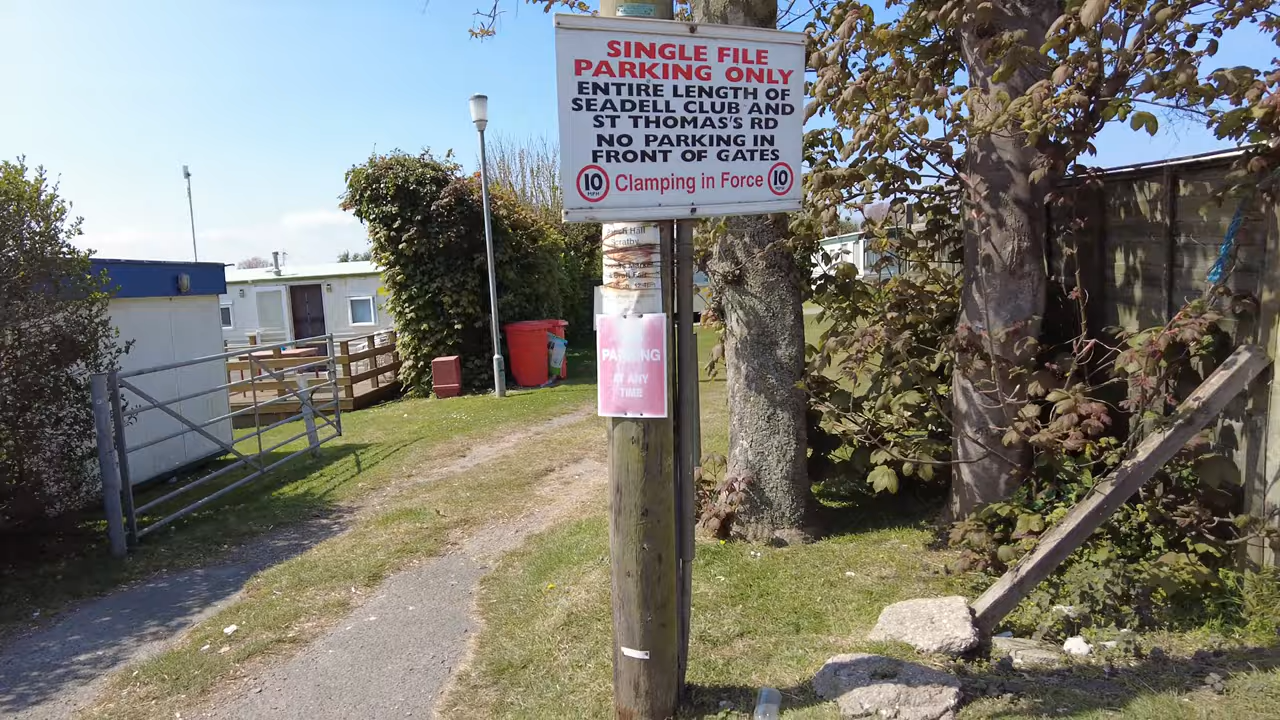 SINGLE FILE
PARKING ONLY
ENTIRE LENGTH OF
SEADELL CLUB AND
ST THOMAS'S RD
NO PARKING IN
FRONT OF GATES
10 MPH Clamping in Force 10 MPH
Hall
PARKING
AT ANY
TIME